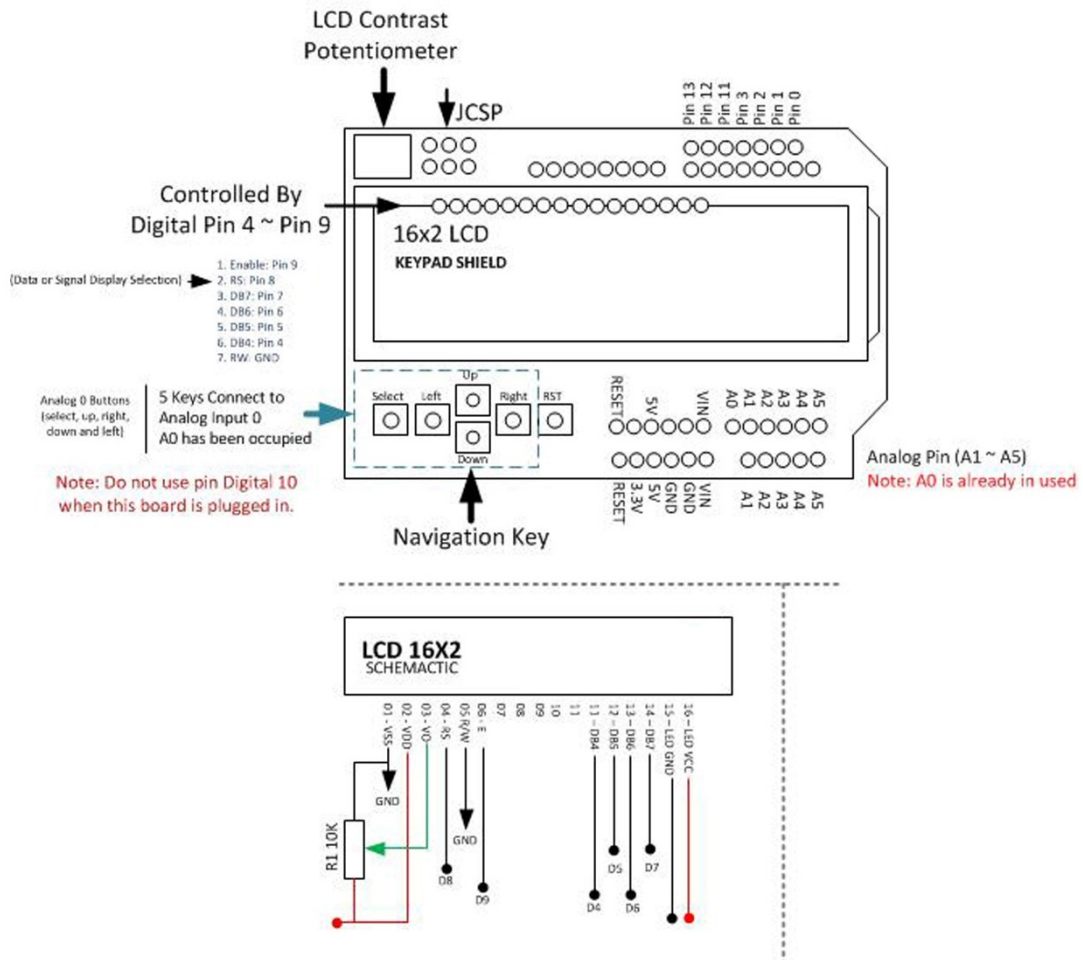 LCD Contrast
Potentiometer
JCSP
Pin 13
Pin 12
Pin 11
Pin 3
Pin 2
Pin 1
Pin 0
Controlled By
Digital Pin 4 ~ Pin 9
16x2 LCD
KEYPAD SHIELD
(Data or Signal Display Selection)
1. Enable: Pin 9
2. RS: Pin 8
3. DB7: Pin 7
4. DB6: Pin 6
5. DB5: Pin 5
6. DB4: Pin 4
7. RW: GND
Analog 0 Buttons
(select, up, right,
down and left)
5 Keys Connect to
Analog Input 0
A0 has been occupied
Select
Left
Up
Down
Right
RST
RESET
5V
VIN
A0
A1
A2
A3
A4
A5
RESET
3.3V
5V
GND
GND
VIN
A1
A2
A3
A4
A5
Analog Pin (A1 ~ A5)
Note: A0 is already in used
Note: Do not use pin Digital 10
when this board is plugged in.
Navigation Key
LCD 16X2
SCHEMACTIC
01 - VSS
02 - VDD
03 - VO
04 - RS
05 R/W
D6 - E
D7
D8
D9
10
11
11 - DB4
12 - DB5
13 - DB6
14 - DB7
15 - LED GND
16 - LED VCC
GND
R1 10K
GND
D8
D9
D4
D5
D6
D7